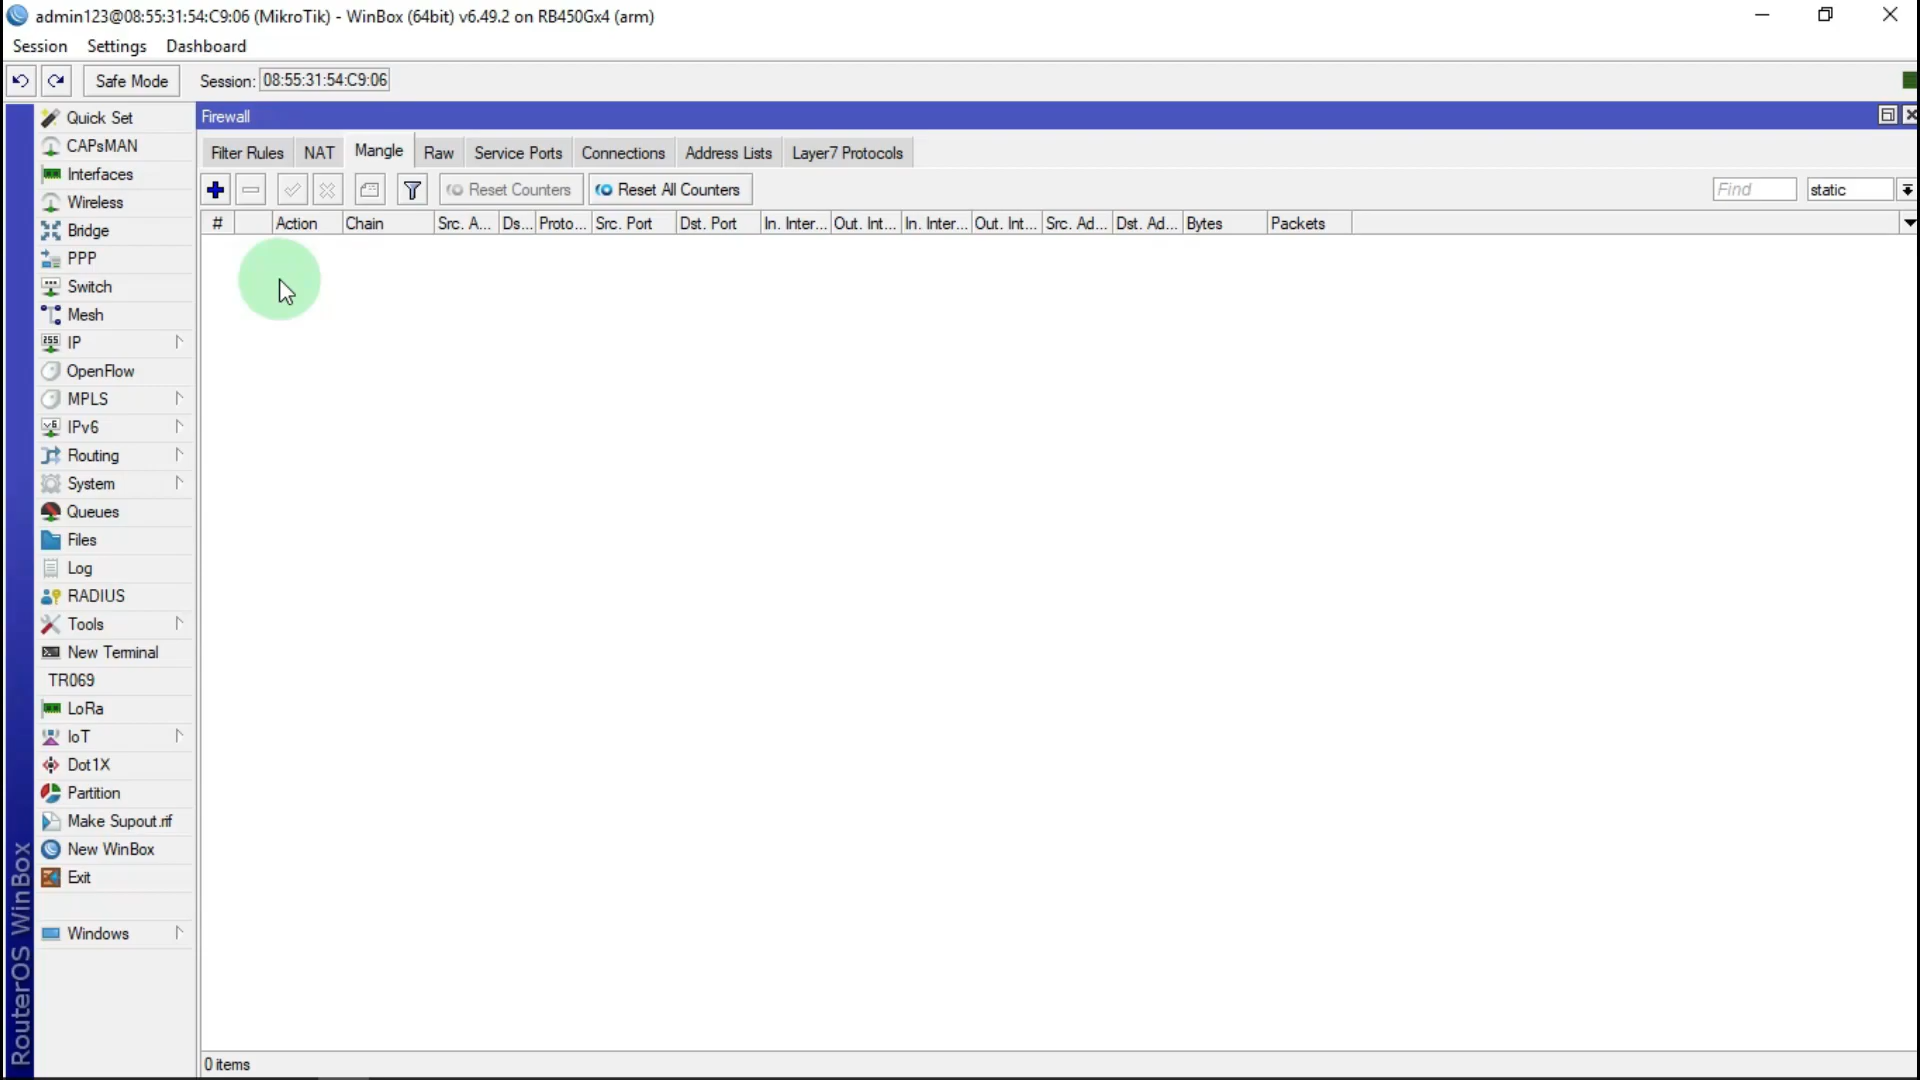 admin123@08:55:31:54:C9:06 (MikroTik) - WinBox (64bit) v6.49.2 on RB450Gx4 (arm)
Session Settings Dashboard
Safe Mode Session: 08:55:31:54:C9:06
Quick Set
CAPsMAN
Interfaces
Wireless
Bridge
PPP
Switch
Mesh
IP
OpenFlow
MPLS
IPv6
Routing
System
Queues
Files
Log
RADIUS
Tools
New Terminal
TR069
LoRa
IoT
Dot1X
Partition
Make Supout.rif
New WinBox
Exit
Windows
RouterOS WinBox
Firewall
Filter Rules NAT Mangle Raw Service Ports Connections Address Lists Layer7 Protocols
Reset Counters Reset All Counters Find static
# Action Chain Src. A... Ds... Proto... Src. Port Dst. Port In. Inter... Out. Int... In. Inter... Out. Int... Src. Ad... Dst. Ad... Bytes Packets
0 items